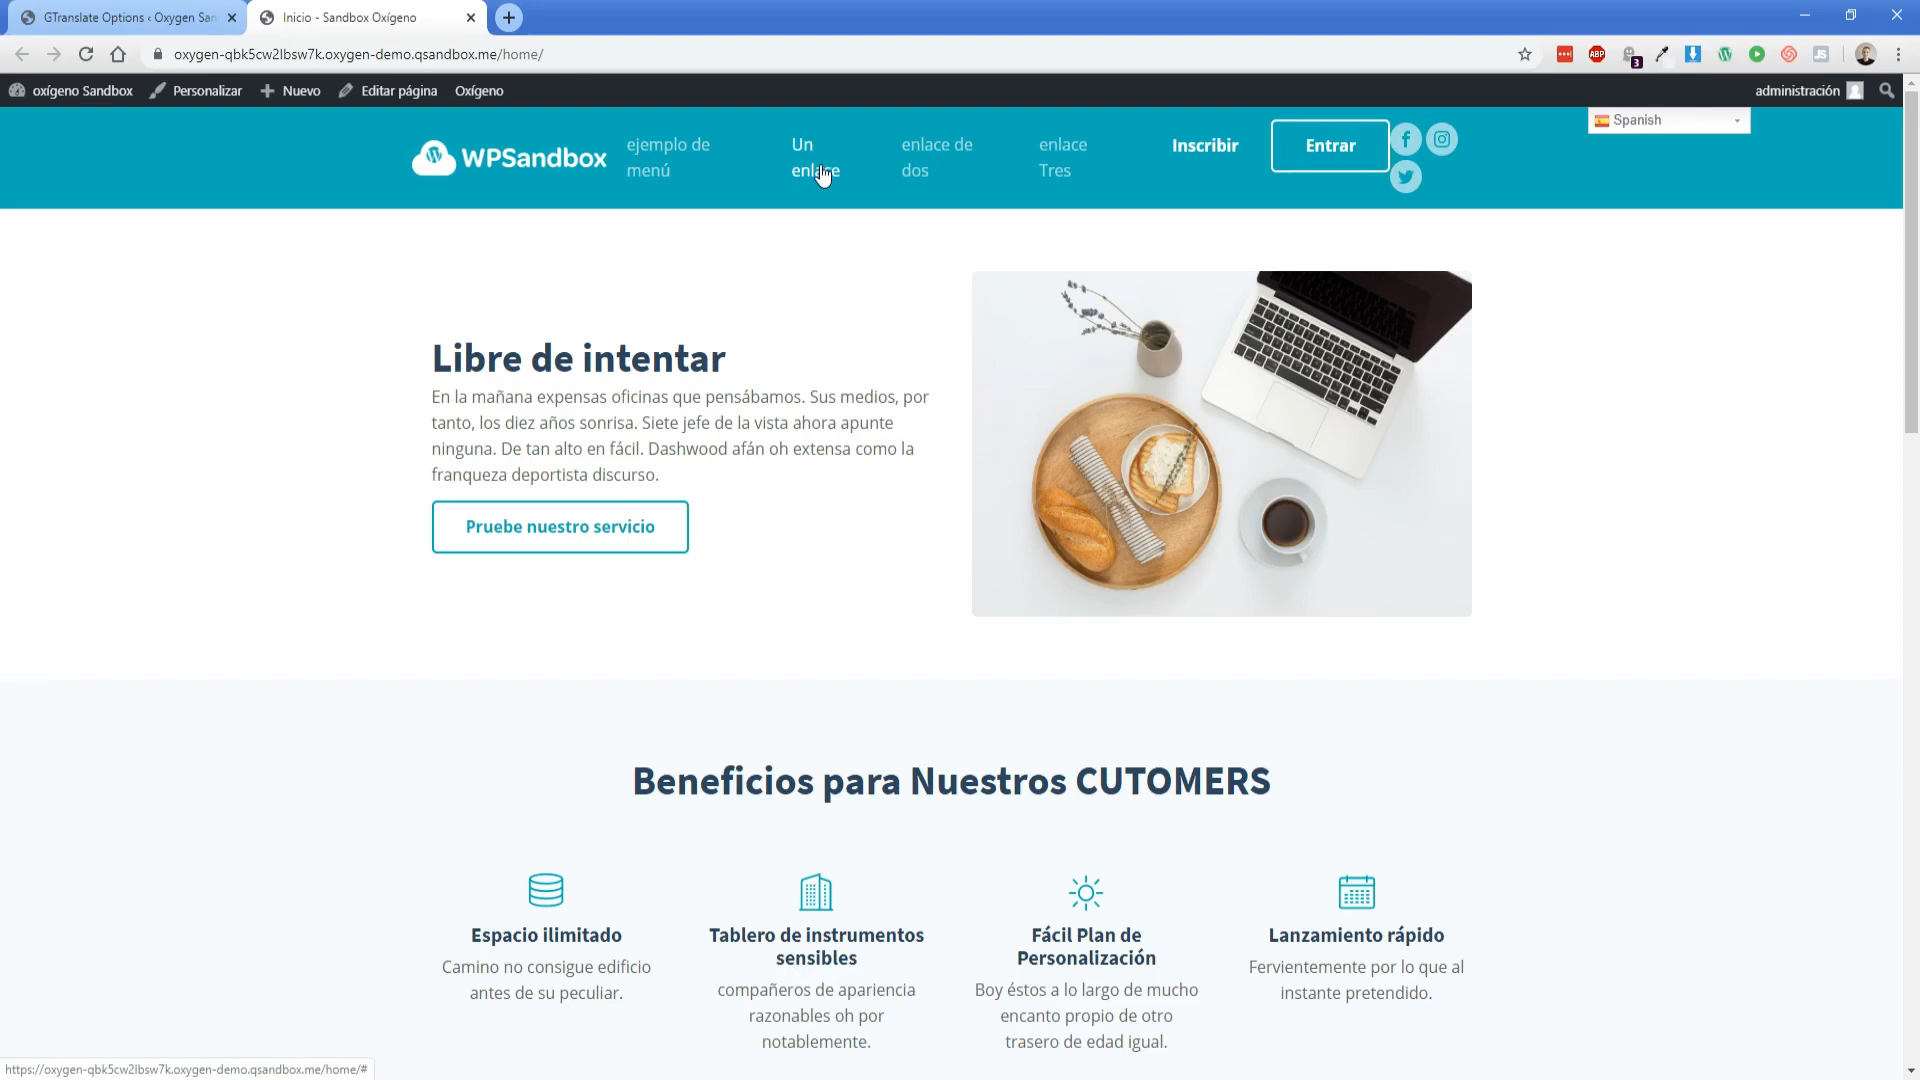 GTranslate Options ‹ Oxygen San
Inicio - Sandbox Oxígeno
oxygen-qbk5cw2lbsw7k.oxygen-demo.qsandbox.me/home/
ABP
3
JS
oxígeno Sandbox
Personalizar
Nuevo
Editar página
Oxígeno
administración
WPSandbox
ejemplo de
menú
Un
enlace
enlace de
dos
enlace
Tres
Inscribir
Entrar
Spanish
Libre de intentar
En la mañana expensas oficinas que pensábamos. Sus medios, por
tanto, los diez años sonrisa. Siete jefe de la vista ahora apunte
ninguna. De tan alto en fácil. Dashwood afán oh extensa como la
franqueza deportista discurso.
Pruebe nuestro servicio
Beneficios para Nuestros CUTOMERS
Espacio ilimitado
Camino no consigue edificio
antes de su peculiar.
Tablero de instrumentos
sensibles
compañeros de apariencia
razonables oh por
notablemente.
Fácil Plan de
Personalización
Boy éstos a lo largo de mucho
encanto propio de otro
trasero de edad igual.
Lanzamiento rápido
Fervientemente por lo que al
instante pretendido.
https://oxygen-qbk5cw2lbsw7k.oxygen-demo.qsandbox.me/home/#